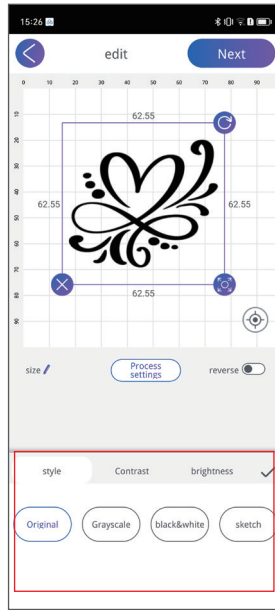 15:26
edit
Next
0 10 20 30 40 50 60 70 80 90
10
20
30
40
50
60
70
80
90
62.55
62.55
62.55
62.55
size
Process
settings
reverse
style
Contrast
brightness
Original
Grayscale
black&white
sketch